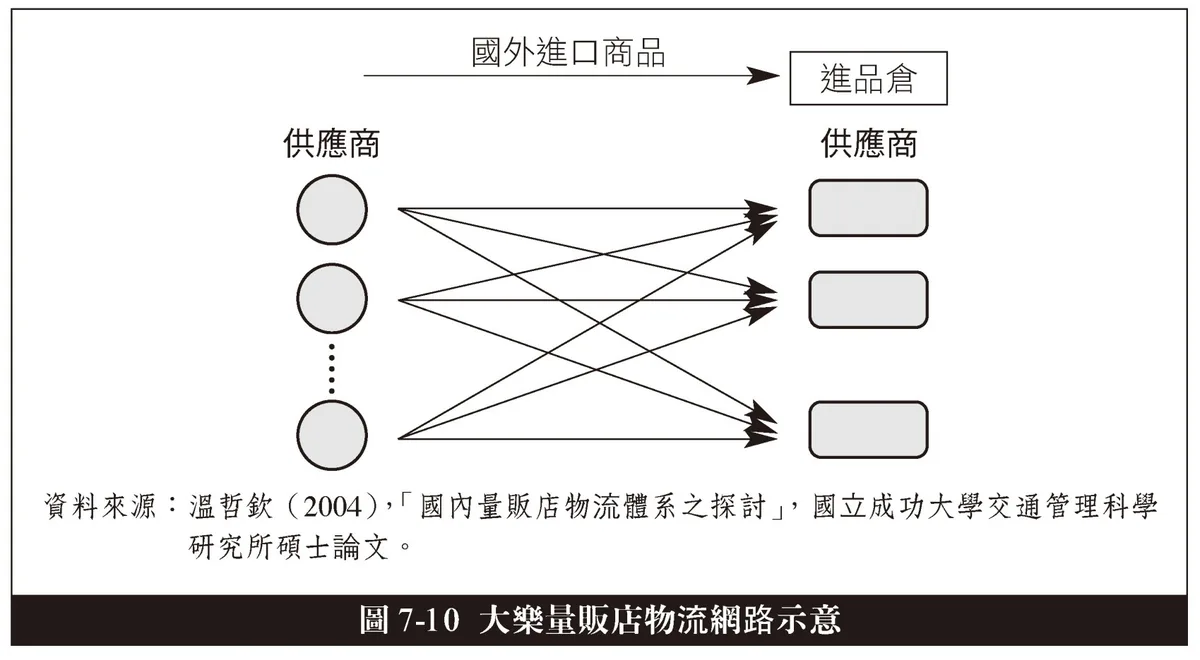 國外進口商品
進品倉
供應商
供應商
資料來源：溫哲欽（2004），「國內量販店物流體系之探討」，國立成功大學交通管理科學
研究所碩士論文。
圖 7-10 大樂量販店物流網路示意